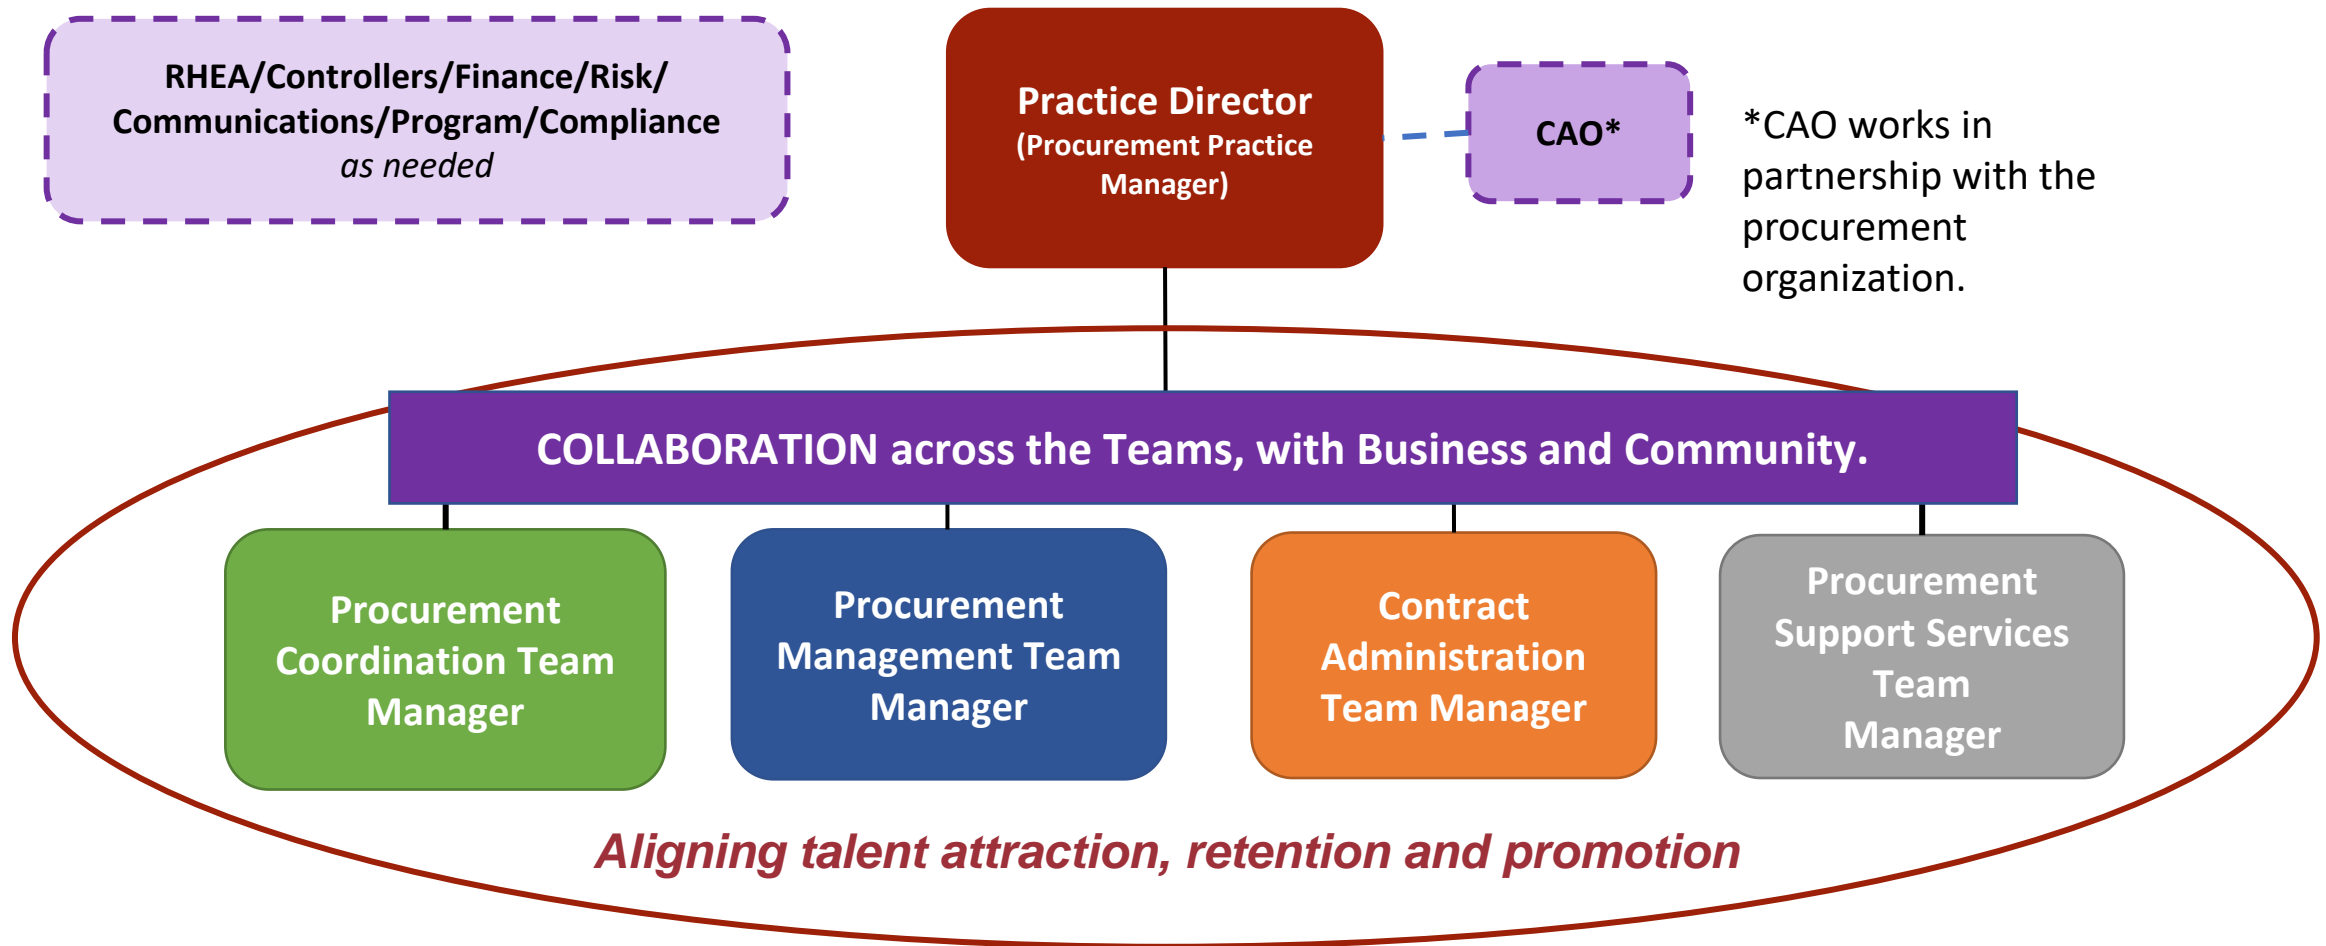 RHEA/Controllers/Finance/Risk/
Communications/Program/Compliance
as needed
Practice Director
(Procurement Practice
Manager)
CAO*
*CAO works in
partnership with the
procurement
organization.
COLLABORATION across the Teams, with Business and Community.
Procurement
Coordination Team
Manager
Procurement
Management Team
Manager
Contract
Administration
Team Manager
Procurement
Support Services
Team
Manager
Aligning talent attraction, retention and promotion